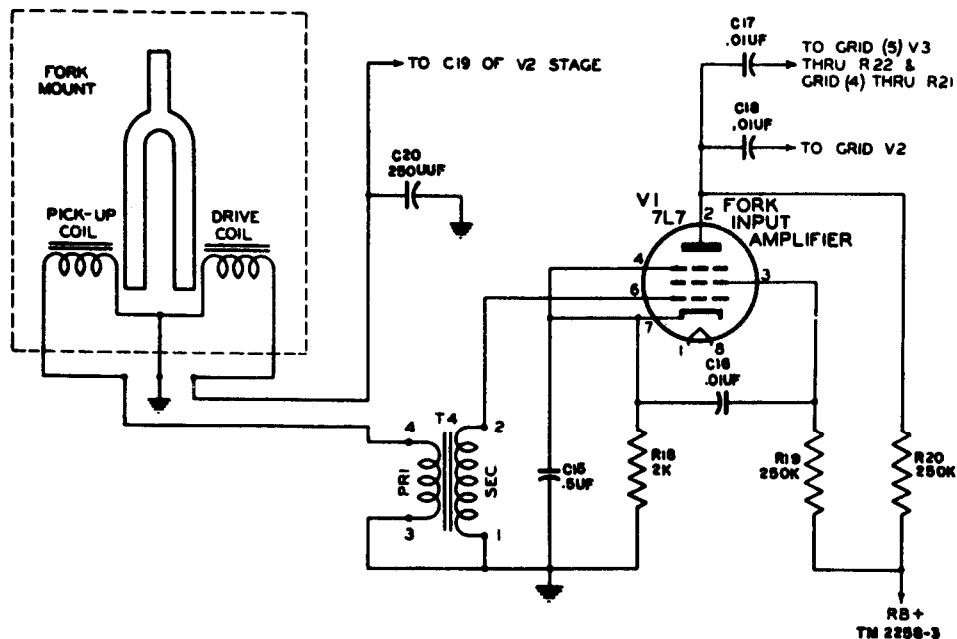 FORK
MOUNT
PICK-UP
COIL
DRIVE
COIL
TO C19 OF V2 STAGE
C20
250UUF
C17
.01UF
TO GRID (5) V3
THRU R22 &
GRID (4) THRU R21
C18
.01UF
TO GRID V2
V1
7L7
2
FORK
INPUT
AMPLIFIER
4
3
6
7
1
8
C16
.01UF
T4
4
2
PRI
SEC
3
1
C15
.5UF
R18
2K
R19
250K
R20
250K
RB+
TM 2258-3